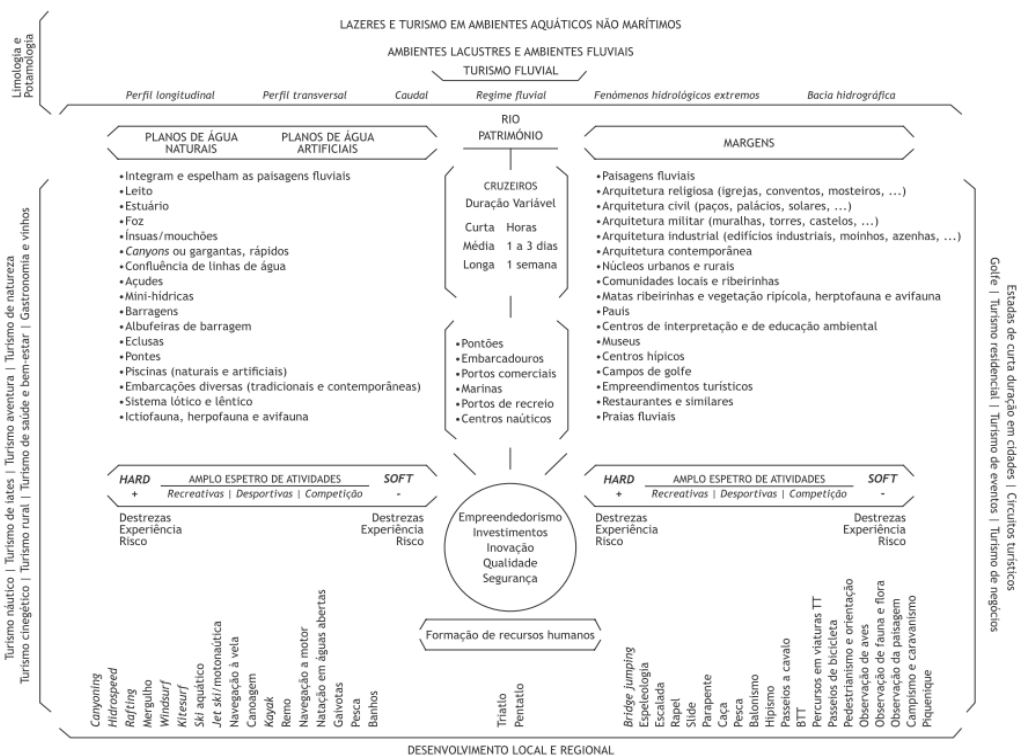 LAZERES E TURISMO EM AMBIENTES AQUÁTICOS NÃO MARÍTIMOS
Limologia e
Potamologia
AMBIENTES LACUSTRES E AMBIENTES FLUVIAIS
TURISMO FLUVIAL
Perfil longitudinal Perfil transversal Caudal Regime fluvial Fenómenos hidrológicos extremos Bacia hidrográfica
PLANOS DE ÁGUA
NATURAIS
PLANOS DE ÁGUA
ARTIFICIAIS
RIO
PATRIMÓNIO
MARGENS
•Integram e espelham as paisagens fluviais
•Leito
•Estuário
•Foz
•Ínsuas/mouchões
•Canyons ou gargantas, rápidos
•Confluência de linhas de água
•Açudes
•Mini-hídricas
•Barragens
•Albufeiras de barragem
•Eclusas
•Pontes
•Piscinas (naturais e artificiais)
•Embarcações diversas (tradicionais e contemporâneas)
•Sistema lótico e lêntico
•Ictiofauna, herpofauna e avifauna
CRUZEIROS
Duração Variável
Curta Horas
Média 1 a 3 dias
Longa 1 semana
•Pontões
•Embarcadouros
•Portos comerciais
•Marinas
•Portos de recreio
•Centros naúticos
•Paisagens fluviais
•Arquitetura religiosa (igrejas, conventos, mosteiros, ...)
•Arquitetura civil (paços, palácios, solares, ...)
•Arquitetura militar (muralhas, torres, castelos, ...)
•Arquitetura industrial (edifícios industriais, moinhos, azenhas, ...)
•Arquitetura contemporânea
•Núcleos urbanos e rurais
•Comunidades locais e ribeirinhas
•Matas ribeirinhas e vegetação ripícola, herptofauna e avifauna
•Pauis
•Centros de interpretação e de educação ambiental
•Museus
•Centros hípicos
•Campos de golfe
•Empreendimentos turísticos
•Restaurantes e similares
•Praias fluviais
Turismo náutico | Turismo de iates | Turismo aventura | Turismo de natureza
Turismo cinegético | Turismo rural | Turismo de saúde e bem-estar | Gastronomia e vinhos
Estadas de curta duração em cidades | Circuitos turísticos
Golfe | Turismo residencial | Turismo de eventos | Turismo de negócios
HARD AMPLO ESPETRO DE ATIVIDADES SOFT
+ Recreativas | Desportivas | Competição -
Destrezas Destrezas
Experiência Experiência
Risco Risco
Empreendedorismo
Investimentos
Inovação
Qualidade
Segurança
HARD AMPLO ESPETRO DE ATIVIDADES SOFT
+ Recreativas | Desportivas | Competição -
Destrezas Destrezas
Experiência Experiência
Risco Risco
Formação de recursos humanos
Canyoning
Hidrospeed
Rafting
Mergulho
Windsurf
Kitesurf
Ski aquático
Jet ski/motonaútica
Navegação à vela
Canoagem
Kayak
Remo
Navegação a motor
Natação em águas abertas
Gaivotas
Pesca
Banhos
Triatlo
Pentatlo
Bridge jumping
Espeleologia
Escalada
Rapel
Slide
Parapente
Caça
Pesca
Balonismo
Hipismo
Passeios a cavalo
BTT
Percursos em viaturas TT
Passeios de bicicleta
Pedestrianismo e orientação
Observação de aves
Observação de fauna e flora
Observação da paisagem
Campismo e caravanismo
Piquenique
DESENVOLVIMENTO LOCAL E REGIONAL